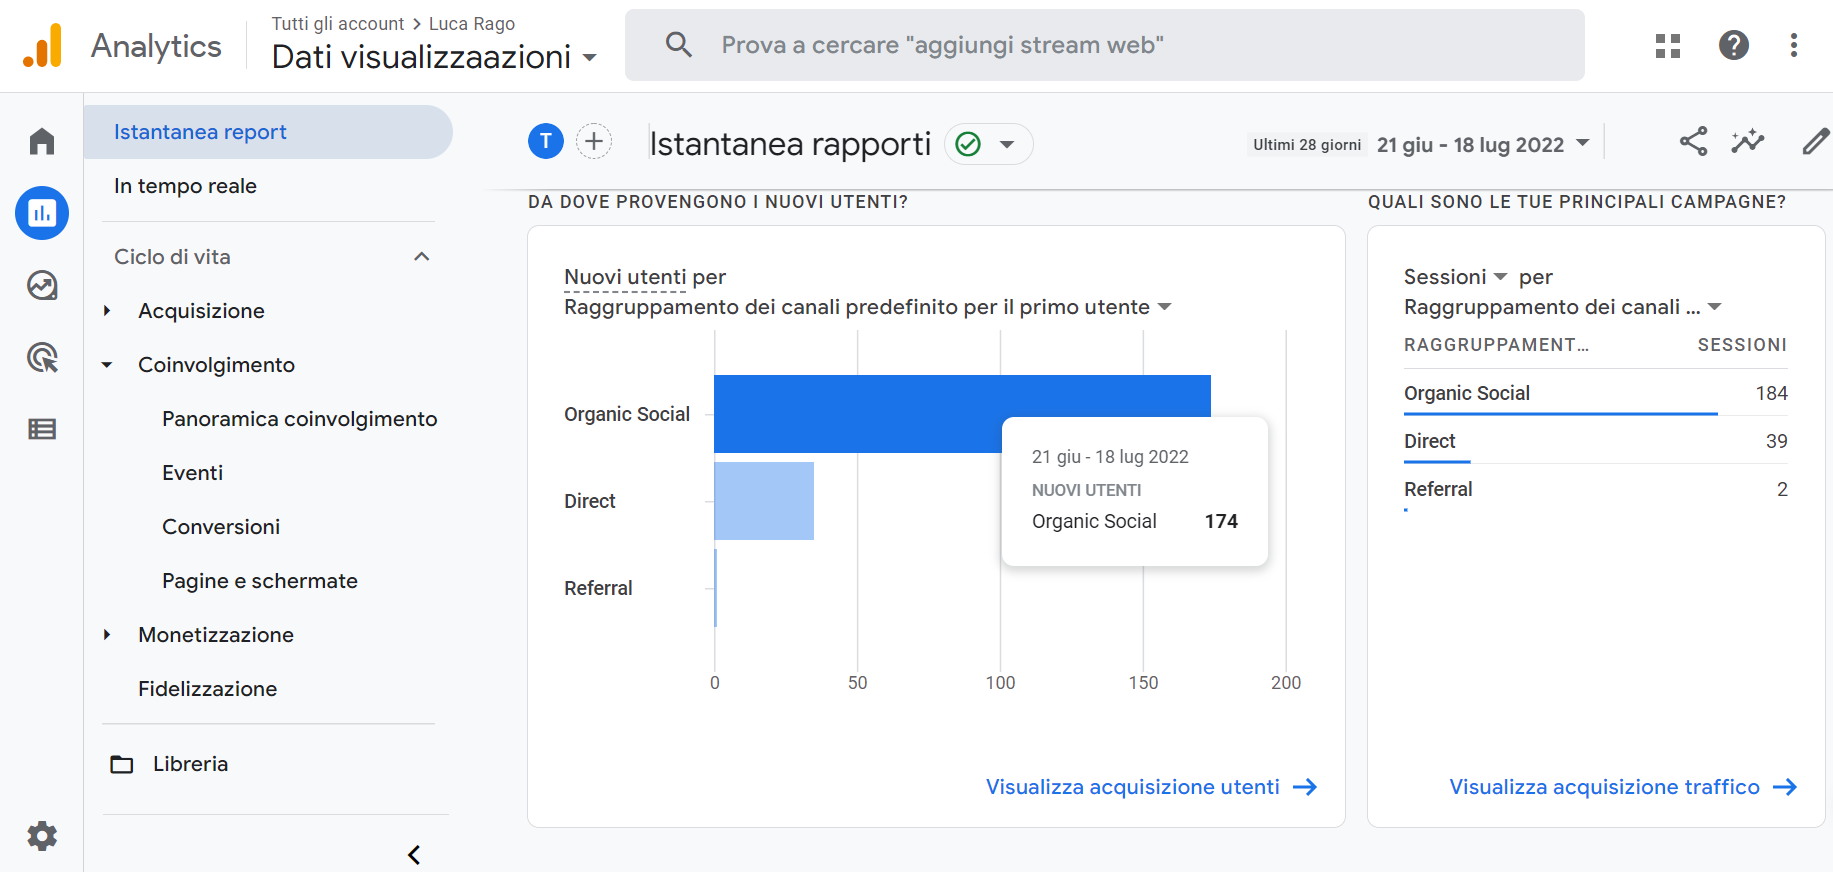 Analytics
Tutti gli account > Luca Rago
Dati visualizzaazioni
Prova a cercare "aggiungi stream web"
Istantanea report
In tempo reale
Ciclo di vita
Acquisizione
Coinvolgimento
Panoramica coinvolgimento
Eventi
Conversioni
Pagine e schermate
Monetizzazione
Fidelizzazione
Libreria
T
Istantanea rapporti
Ultimi 28 giorni 21 giu - 18 lug 2022
DA DOVE PROVENGONO I NUOVI UTENTI?
Nuovi utenti per
Raggruppamento dei canali predefinito per il primo utente
Organic Social
Direct
Referral
0 50 100 150 200
21 giu - 18 lug 2022
NUOVI UTENTI
Organic Social 174
Visualizza acquisizione utenti
QUALI SONO LE TUE PRINCIPALI CAMPAGNE?
Sessioni per
Raggruppamento dei canali ...
RAGGRUPPAMENT... SESSIONI
Organic Social 184
Direct 39
Referral 2
Visualizza acquisizione traffico